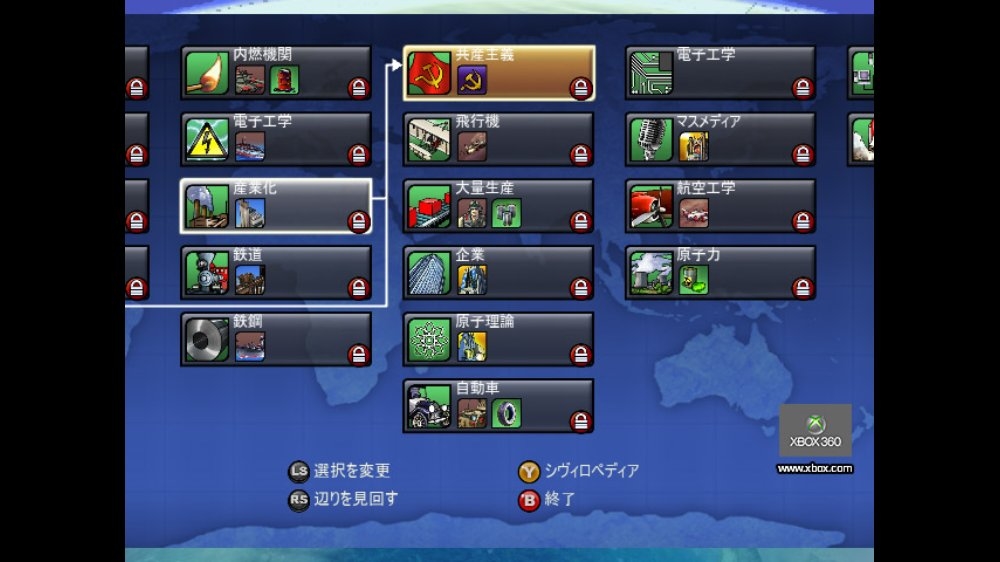 内燃機関
電子工学
産業化
鉄道
鉄鋼
共産主義
飛行機
大量生産
企業
原子理論
自動車
電子工学
マスメディア
航空工学
原子力
XBOX360
www.xbox.com
LS 選択を変更
RS 辺りを見回す
Y シヴィロペディア
B 終了